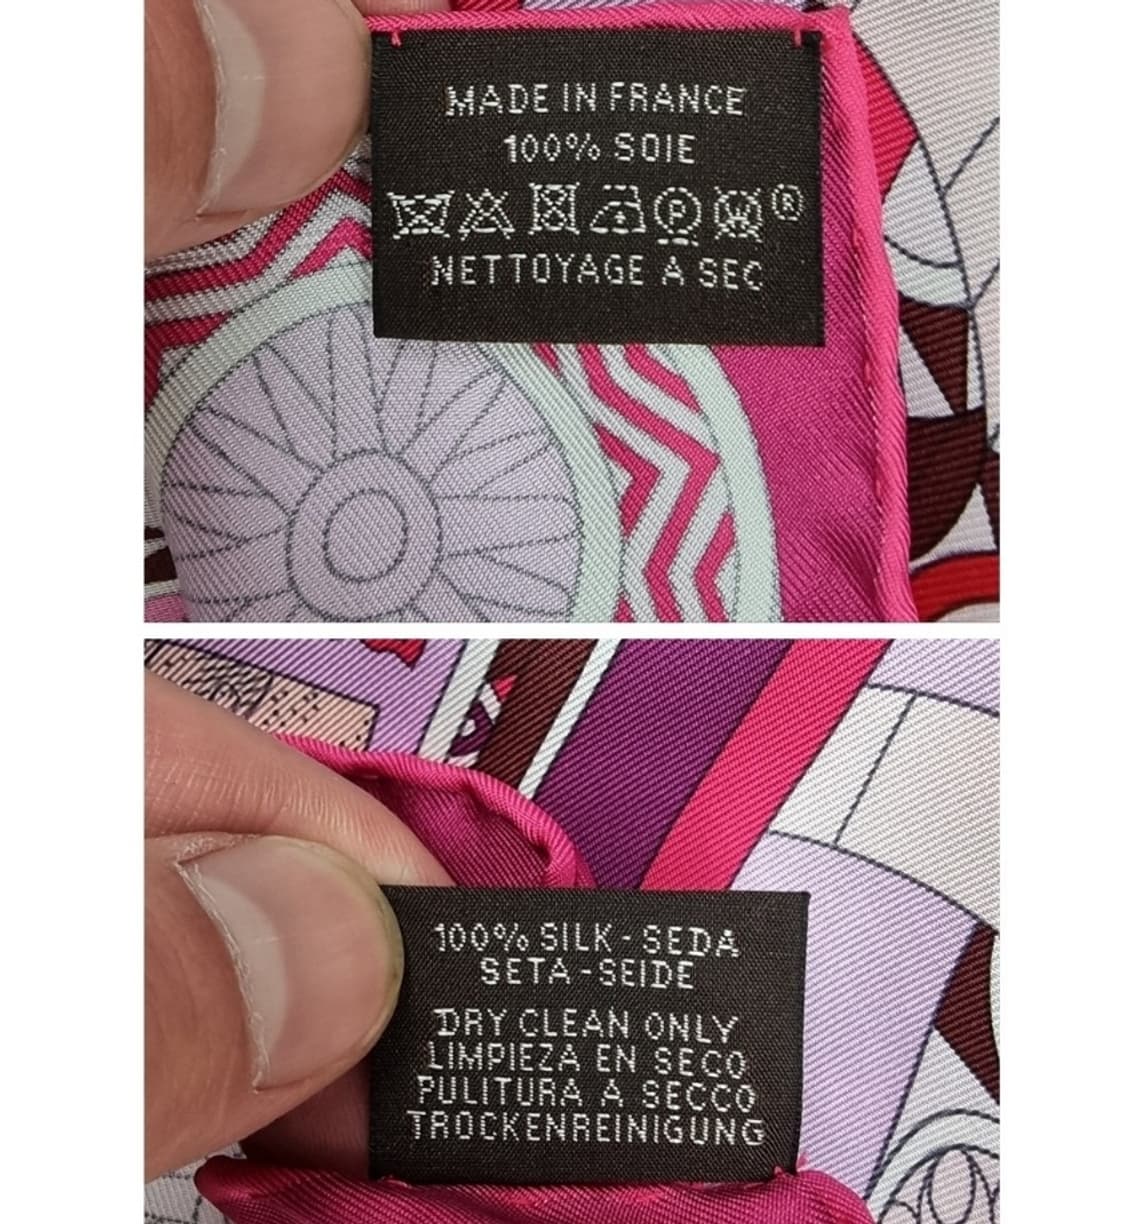 MADE IN FRANCE
100% SOIE
P W ®
NETTOYAGE A SEC
100% SILK - SEDA
SETA - SEIDE
DRY CLEAN ONLY
LIMPIEZA EN SECO
PULITURA A SECCO
TROCKENREINIGUNG